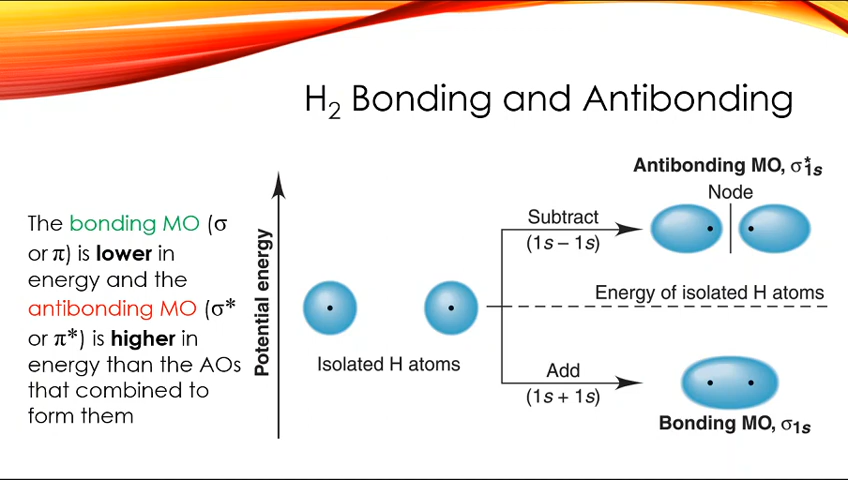 H₂ Bonding and Antibonding
The bonding MO (σ
or π) is lower in
energy and the
antibonding MO (σ*
or π*) is higher in
energy than the AOs
that combined to
form them
Potential energy
Isolated H atoms
Subtract
(1s – 1s)
Antibonding MO, σ*1s
Node
Energy of isolated H atoms
Add
(1s + 1s)
Bonding MO, σ1s